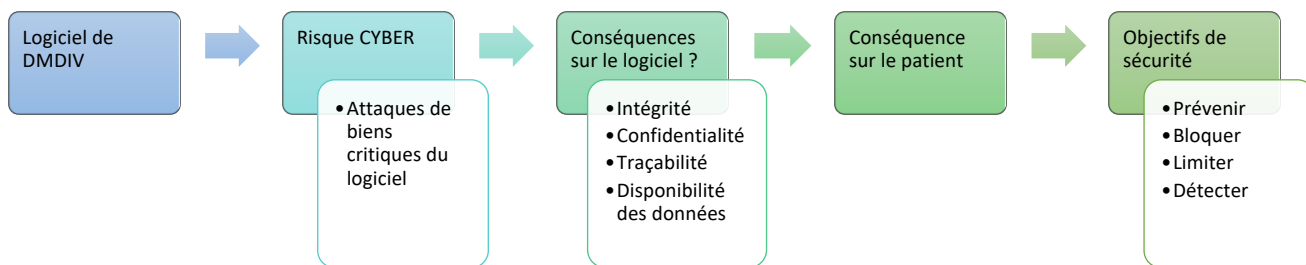 Logiciel de
DMDIV
Risque CYBER
•Attaques de
biens
critiques du
logiciel
Conséquences
sur le logiciel ?
•Intégrité
•Confidentialité
•Traçabilité
•Disponibilité
des données
Conséquence
sur le patient
Objectifs de
sécurité
•Prévenir
•Bloquer
•Limiter
•Détecter